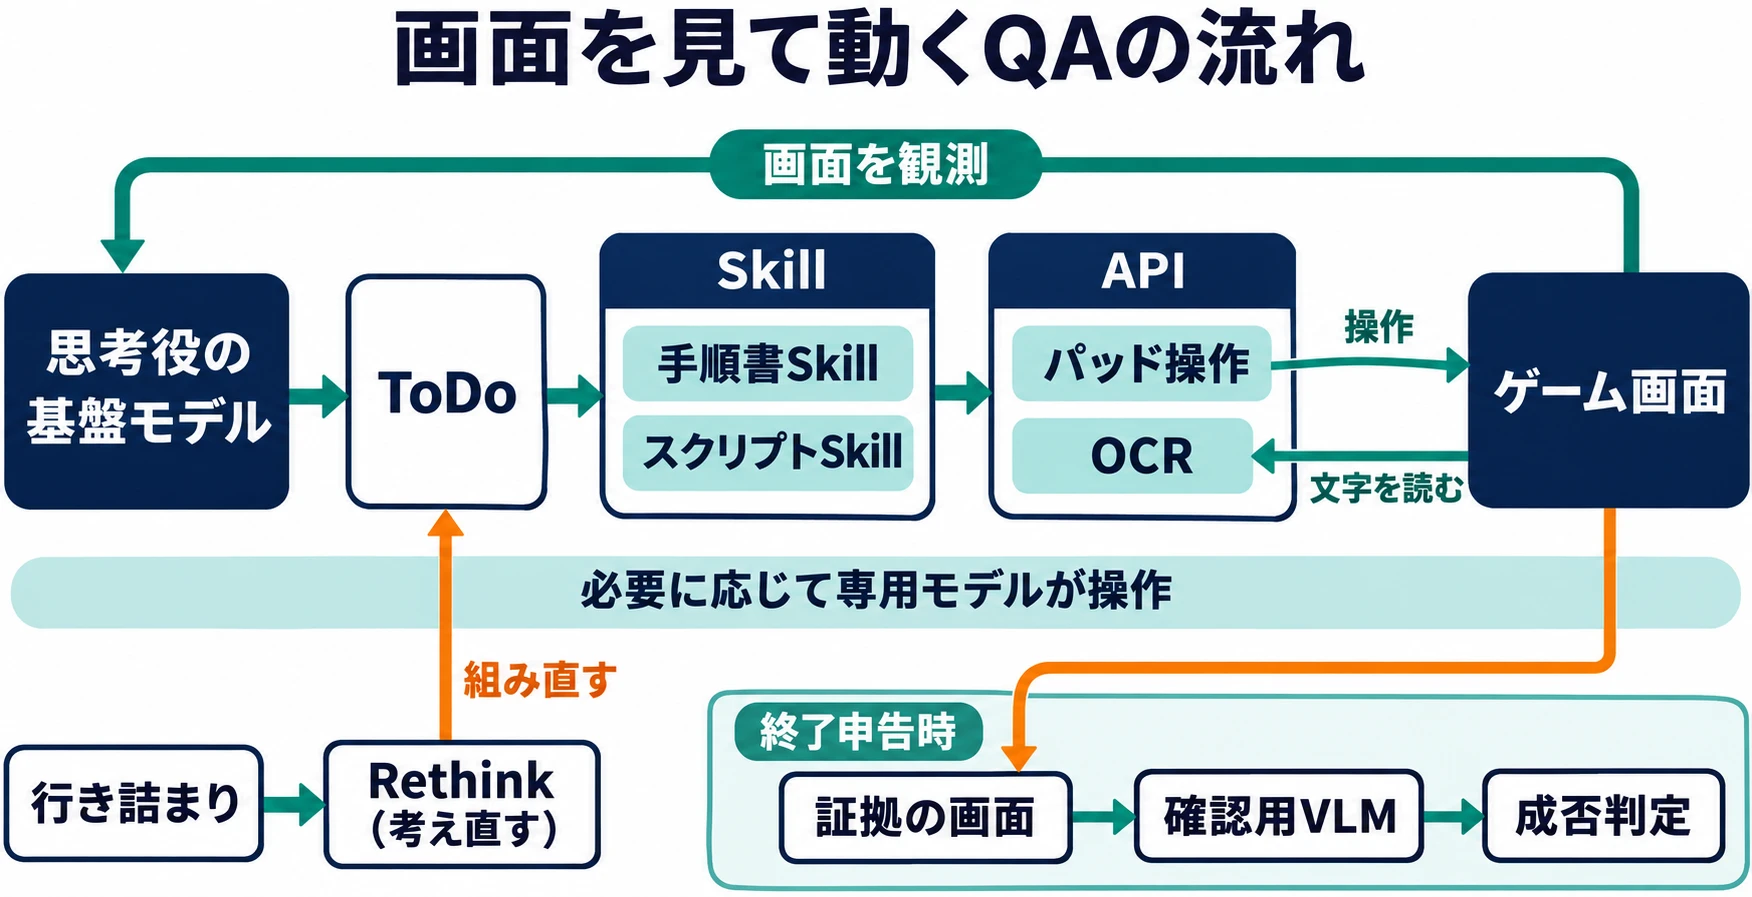 画面を見て動くQAの流れ
画面を観測
思考役の
基盤モデル
ToDo
Skill
手順書Skill
スクリプトSkill
API
パッド操作
OCR
操作
文字を読む
ゲーム画面
必要に応じて専用モデルが操作
組み直す
行き詰まり
Rethink
(考え直す)
終了申告時
証拠の画面
確認用VLM
成否判定